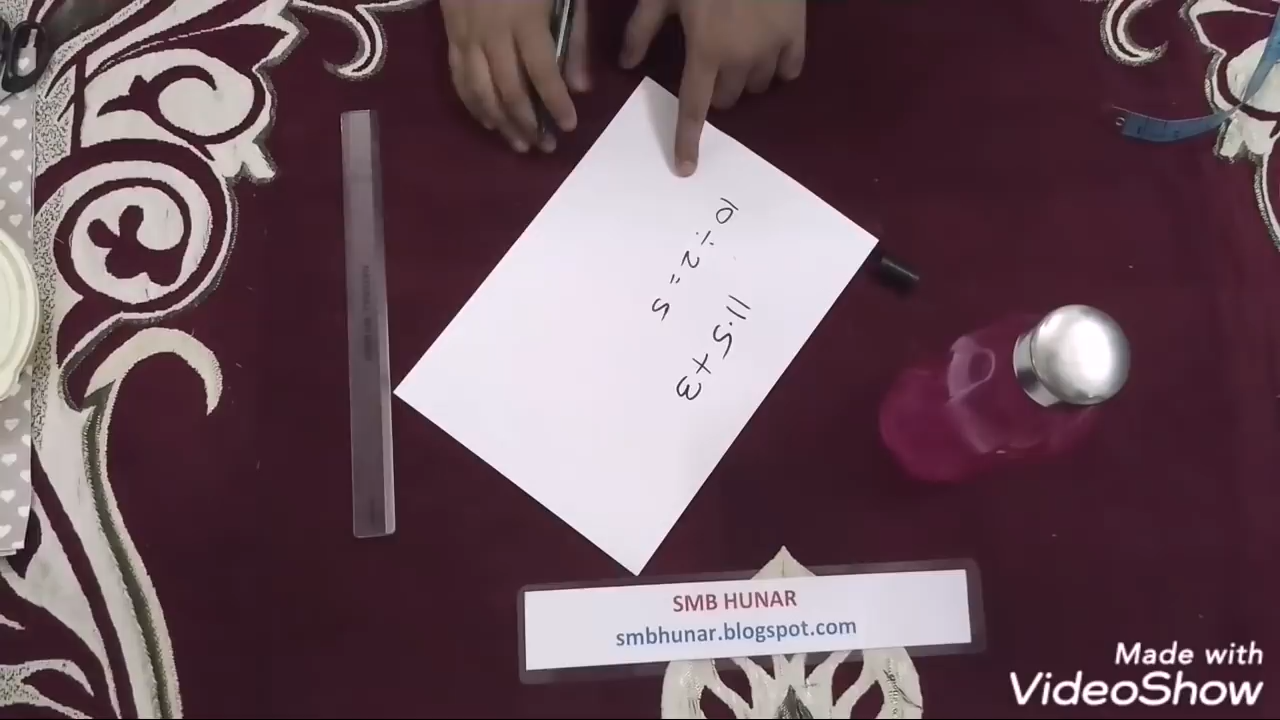 10 ÷ 2 = 5
11.5 + 3
SMB HUNAR
smbhunar.blogspot.com
Made with
VideoShow